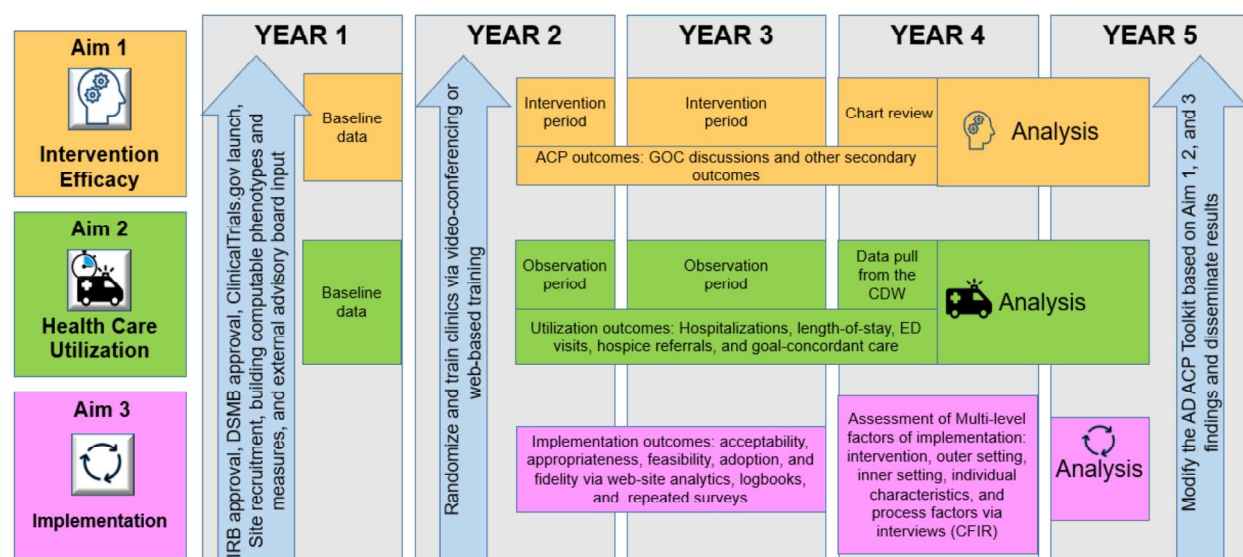 YEAR 1
YEAR 2
YEAR 3
YEAR 4
YEAR 5
Aim 1
Intervention
Efficacy
Aim 2
Health Care
Utilization
Aim 3
Implementation
IRB approval, DSMB approval, ClinicalTrials.gov launch,
Site recruitment, building computable phenotypes and
measures, and external advisory board input
Baseline
data
Baseline
data
Randomize and train clinics via video-conferencing or
web-based training
Intervention
period
Intervention
period
Chart review
Analysis
ACP outcomes: GOC discussions and other secondary
outcomes
Observation
period
Observation
period
Data pull
from the
CDW
Analysis
Utilization outcomes: Hospitalizations, length-of-stay, ED
visits, hospice referrals, and goal-concordant care
Implementation outcomes: acceptability,
appropriateness, feasibility, adoption, and
fidelity via web-site analytics, logbooks,
and repeated surveys
Assessment of Multi-level
factors of implementation:
intervention, outer setting,
inner setting, individual
characteristics, and
process factors via
interviews (CFIR)
Analysis
Modify the AD ACP Toolkit based on Aim 1, 2, and 3
findings and disseminate results